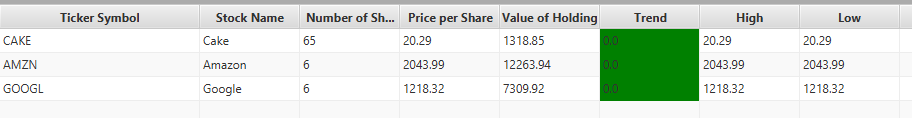 Ticker Symbol Stock Name Number of Sh... Price per Share Value of Holding Trend High Low
CAKE Cake 65 20.29 1318.85 0.0 20.29 20.29
AMZN Amazon 6 2043.99 12263.94 0.0 2043.99 2043.99
GOOGL Google 6 1218.32 7309.92 0.0 1218.32 1218.32